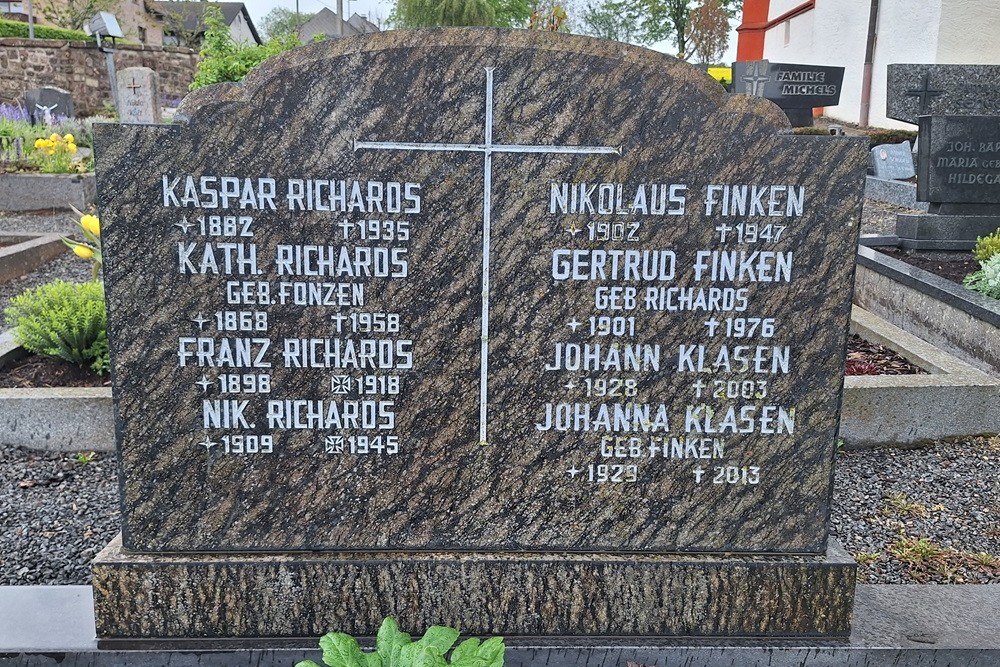 KASPAR RICHARDS
1882 1935
KATH. RICHARDS
GEB. FONZEN
1868 1958
FRANZ RICHARDS
1898 1918
NIK. RICHARDS
1909 1945
NIKOLAUS FINKEN
1902 1947
GERTRUD FINKEN
GEB RICHARDS
1901 1976
JOHANN KLASEN
1928 2003
JOHANNA KLASEN
GEB. FINKEN
1929 2013
FAMILIE
MICHELS
JOH. BAR
MARIA GE
HILDEGA